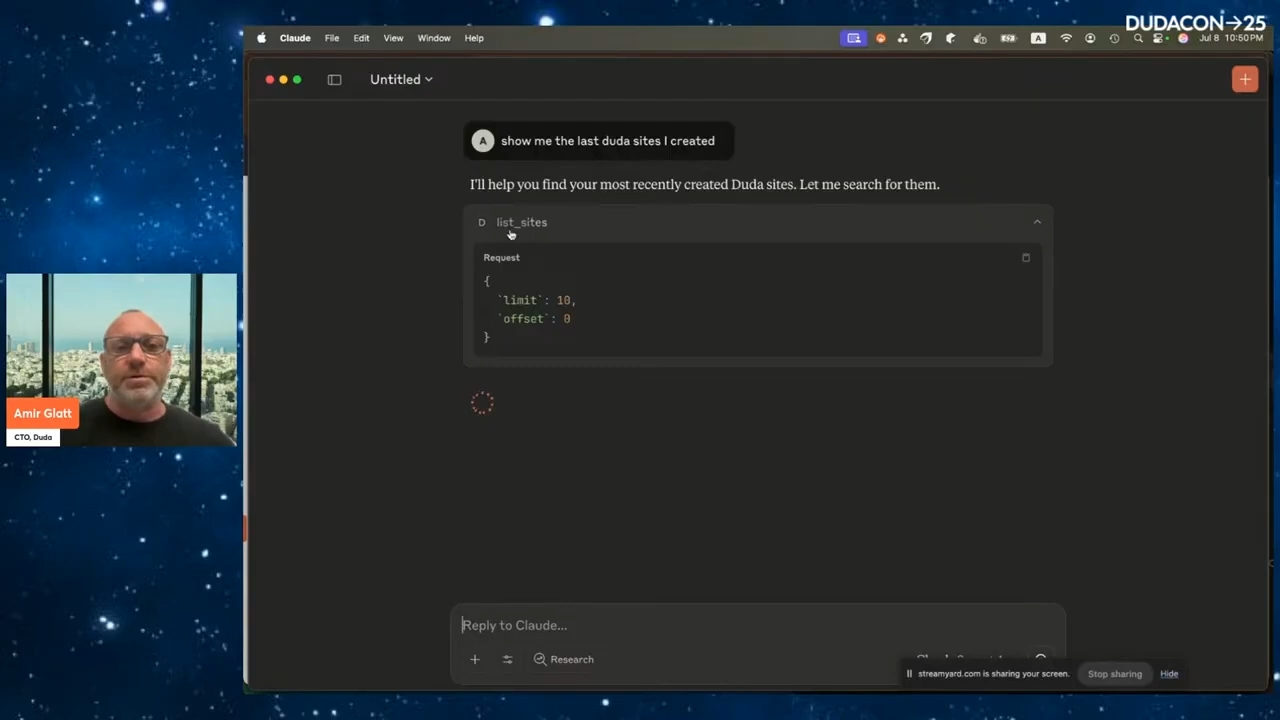 DUDACON→25
Claude File Edit View Window Help
A
Jul 8 10:50PM
Untitled
A show me the last duda sites I created
I'll help you find your most recently created Duda sites. Let me search for them.
D list_sites
Request
{
`limit`: 10,
`offset`: 0
}
Amir Glatt
CTO, Duda
Reply to Claude...
Research
streamyard.com is sharing your screen. Stop sharing Hide